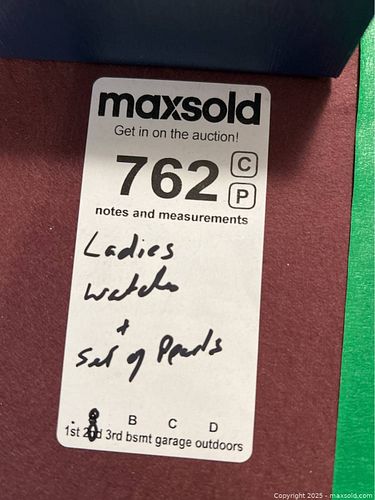 maxsold
Get in on the auction!
762 C
P
notes and measurements
Ladies
watches
+
Set of Pearls
B C D
1st 2nd 3rd bsmt garage outdoors
Copyright © 2025 - maxsold.com